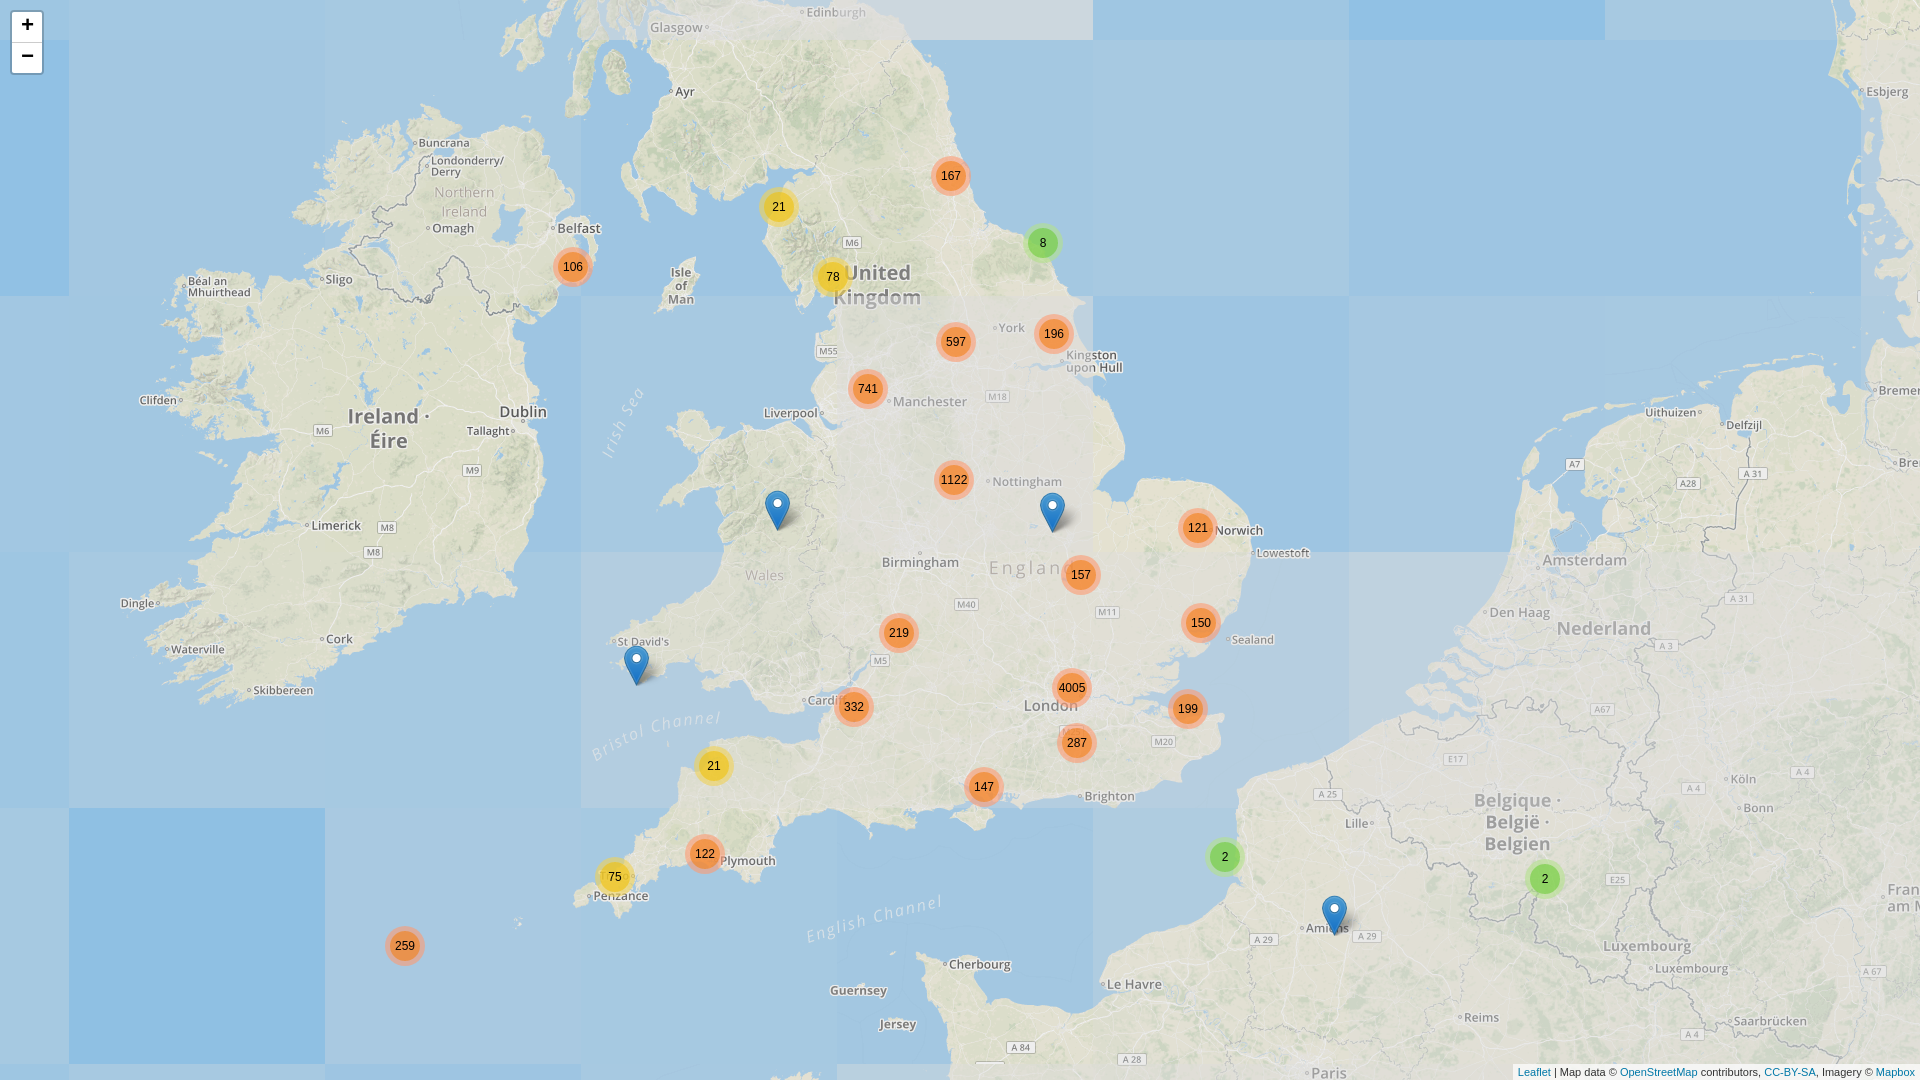 +
−
Edinburgh
Glasgow
Ayr
Esbjerg
Buncrana
Londonderry/
Derry
Northern
Ireland
Omagh
Belfast
106
167
21
8
M6
78
United
Kingdom
Isle
of
Man
Béal an
Mhuirthead
Sligo
York
196
597
M55
Kingston
upon Hull
741
Manchester
M18
Liverpool
Clifden
Ireland ·
Éire
Dublin
Tallaght
M6
M9
Irish Sea
Uithuizen
Delfzijl
A7
A 31
A28
1122
Nottingham
Limerick
M8
M8
121
Norwich
Lowestoft
Birmingham
England
157
Wales
Amsterdam
Dingle
M40
M11
A 31
Den Haag
Nederland
219
150
Sealand
Cork
St David's
Waterville
M5
A 3
Skibbereen
4005
London
Cardiff
332
199
A67
Bristol Channel
287
M20
E17
21
147
Brighton
A 25
A 4
A 4
Köln
Bonn
Belgique ·
België ·
Belgien
Lille
122
Plymouth
2
2
E25
75
Penzance
English Channel
Amiens
A 29
A 29
259
Luxembourg
Luxembourg
Cherbourg
A 67
Le Havre
Guernsey
Jersey
Reims
Saarbrücken
A 4
A 84
A 28
Paris
Leaflet | Map data © OpenStreetMap contributors, CC-BY-SA, Imagery © Mapbox